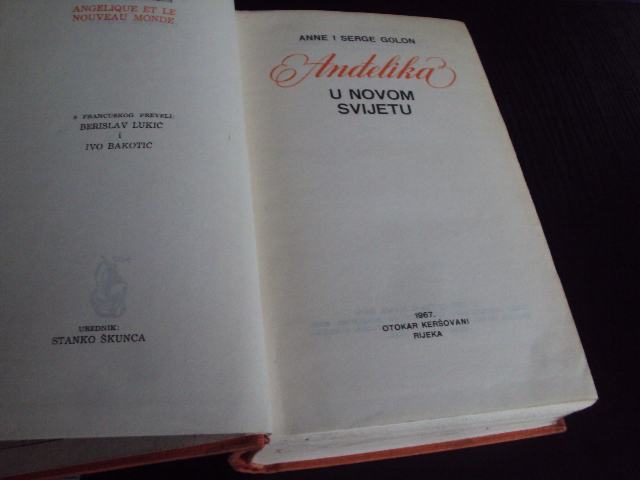 ANGELIQUE ET LE
NOUVEAU MONDE
S FRANCUSKOG PREVELI:
BERISLAV LUKIĆ
i
IVO BAKOTIĆ
UREDNIK:
STANKO ŠKUNCA
ANNE I SERGE GOLON
Anđelika
U NOVOM
SVIJETU
1967.
OTOKAR KERŠOVANI
RIJEKA